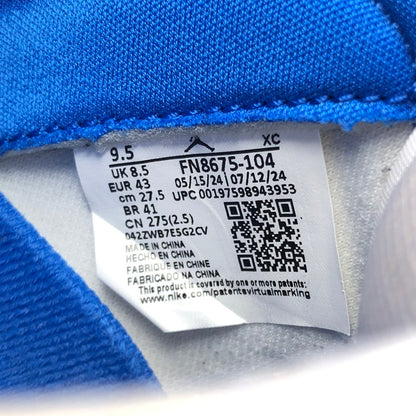 9.5 XC
UK 8.5 FN8675-104
EUR 43 05/15/24 07/12/24
cm 27.5 UPC 00197598943953
BR 41
CN 275(2.5)
042ZWB7E5G2CV
MADE IN CHINA
HECHO EN CHINA
FABRIQUE EN CHINE
FABRICADO NA CHINA
This product is covered by one or more patents:
www.nike.com/patentsvirtualmarking